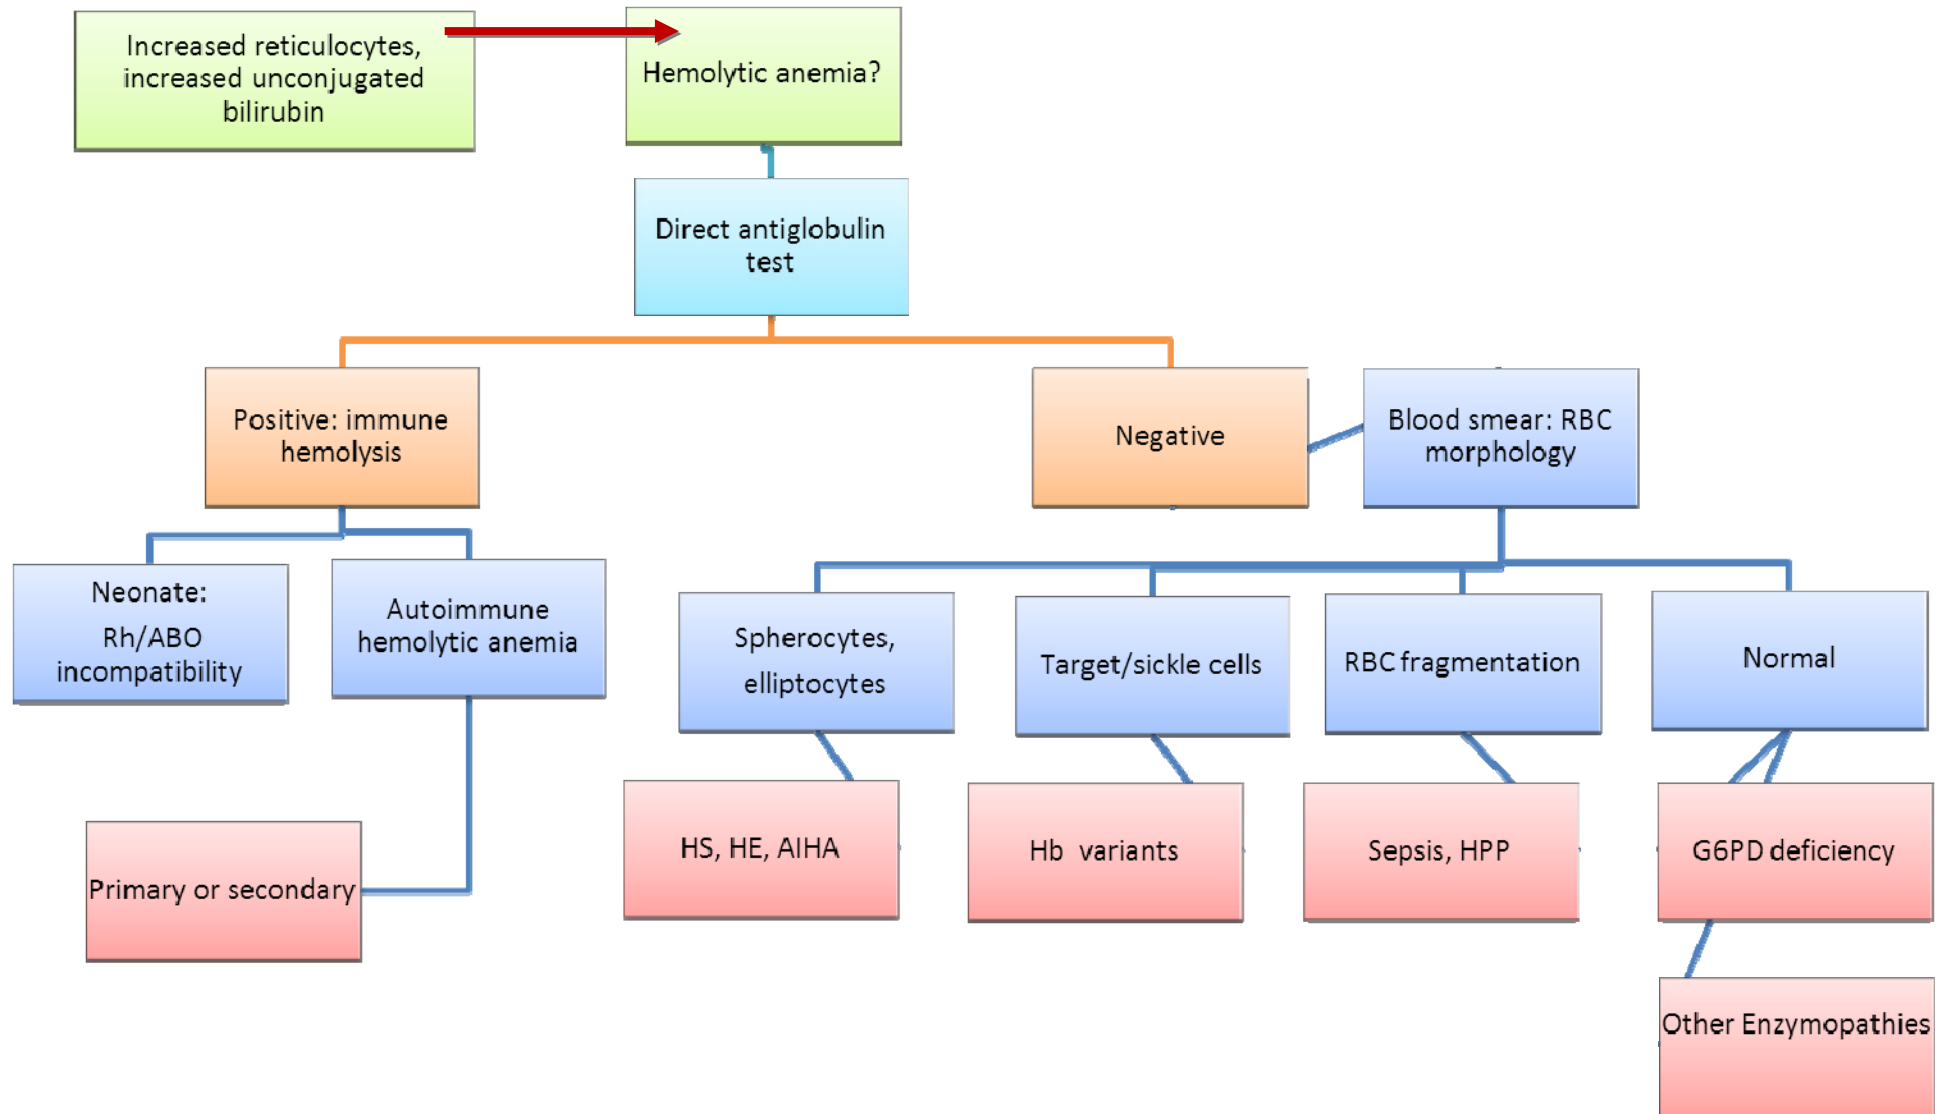 Increased reticulocytes,
increased unconjugated
bilirubin
Hemolytic anemia?
Direct antiglobulin
test
Positive: immune
hemolysis
Negative
Blood smear: RBC
morphology
Neonate:
Rh/ABO
incompatibility
Autoimmune
hemolytic anemia
Spherocytes,
elliptocytes
Target/sickle cells
RBC fragmentation
Normal
Primary or secondary
HS, HE, AIHA
Hb variants
Sepsis, HPP
G6PD deficiency
Other Enzymopathies